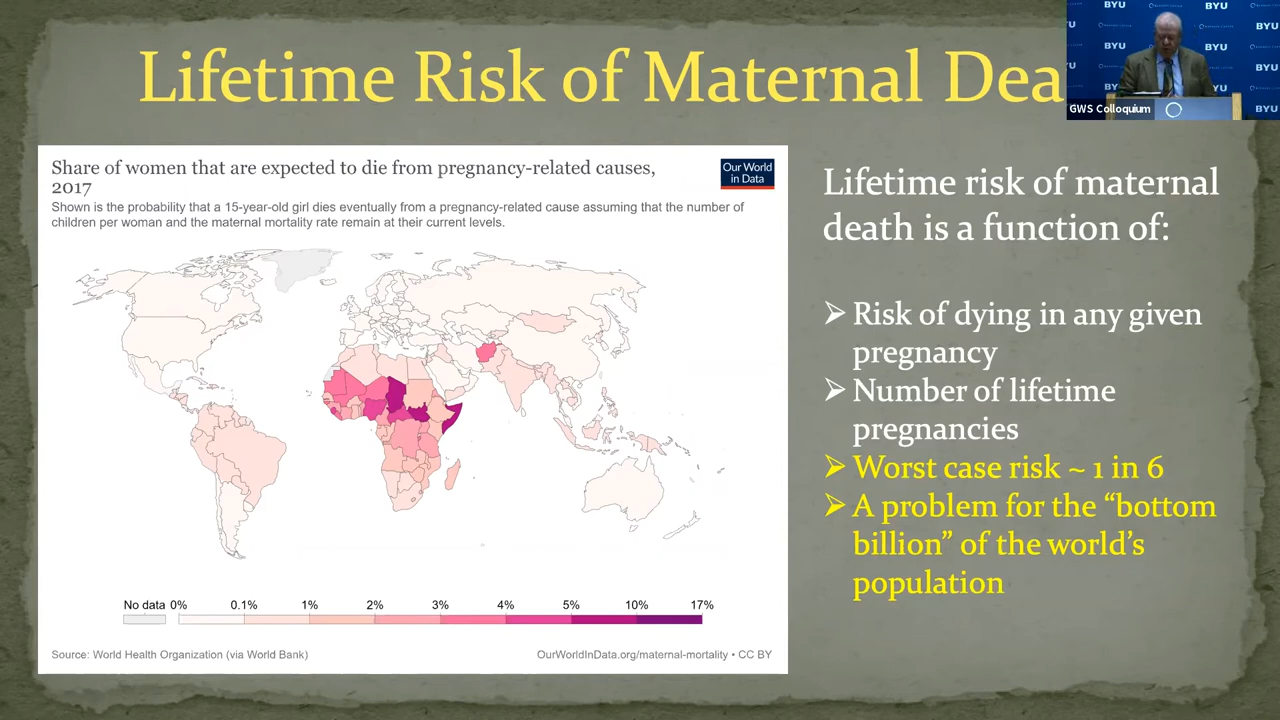 Lifetime Risk of Maternal Dea
BYU
BYU
BYU
BYU
BYU
BYU
BYU
GWS Colloquium
Share of women that are expected to die from pregnancy-related causes,
2017
Our World
in Data
Shown is the probability that a 15-year-old girl dies eventually from a pregnancy-related cause assuming that the number of
children per woman and the maternal mortality rate remain at their current levels.
No data 0% 0.1% 1% 2% 3% 4% 5% 10% 17%
Source: World Health Organization (via World Bank)
OurWorldInData.org/maternal-mortality • CC BY
Lifetime risk of maternal
death is a function of:
➢ Risk of dying in any given
pregnancy
➢ Number of lifetime
pregnancies
➢ Worst case risk ~ 1 in 6
➢ A problem for the “bottom
billion” of the world’s
population